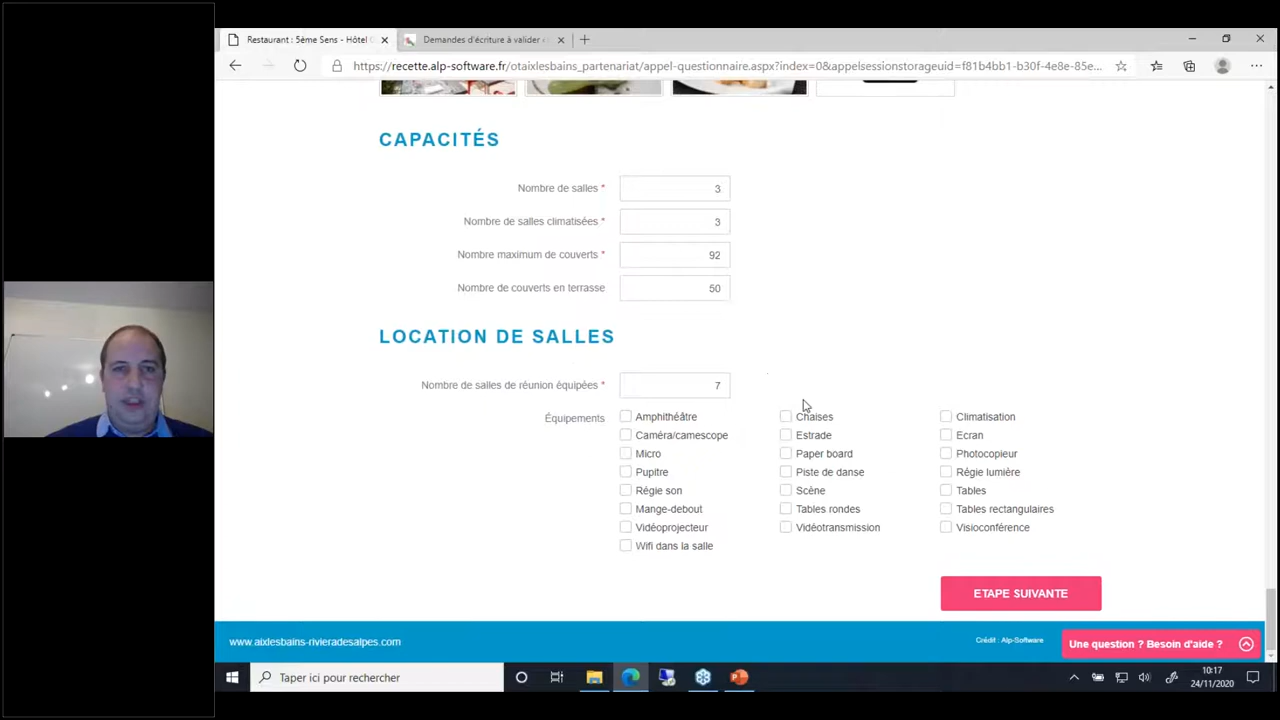 Restaurant : 5ème Sens - Hôtel
Demandes d'écriture à valider
https://recette.alp-software.fr/otaixlesbains_partenariat/appel-questionnaire.aspx?index=0&appelsessionstorageuid=f81b4bb1-b30f-4e8e-85e...
CAPACITÉS
Nombre de salles * 3
Nombre de salles climatisées * 3
Nombre maximum de couverts * 92
Nombre de couverts en terrasse 50
LOCATION DE SALLES
Nombre de salles de réunion équipées * 7
Équipements Amphithéâtre Chaises Climatisation
Caméra/camescope Estrade Ecran
Micro Paper board Photocopieur
Pupitre Piste de danse Régie lumière
Régie son Scène Tables
Mange-debout Tables rondes Tables rectangulaires
Vidéoprojecteur Vidéotransmission Visioconférence
Wifi dans la salle
ETAPE SUIVANTE
www.aixlesbains-rivieradesalpes.com Crédit : Alp-Software Une question ? Besoin d'aide ?
Taper ici pour rechercher
10:17
24/11/2020